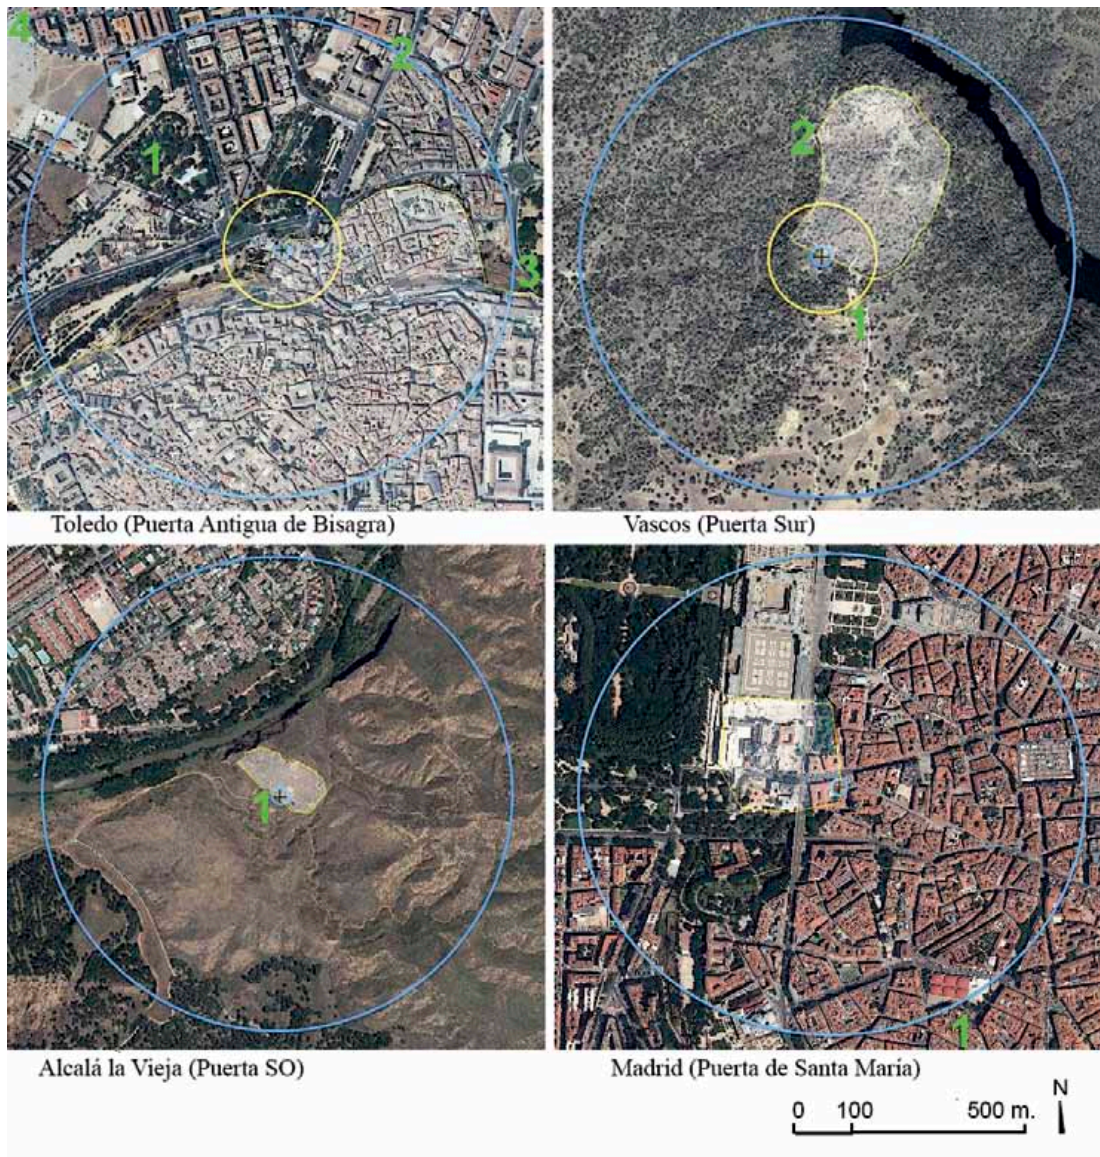 4
2
1
3
Toledo (Puerta Antigua de Bisagra)
2
1
Vascos (Puerta Sur)
1
Alcalá la Vieja (Puerta SO)
1
Madrid (Puerta de Santa María)
N
0 100 500 m.